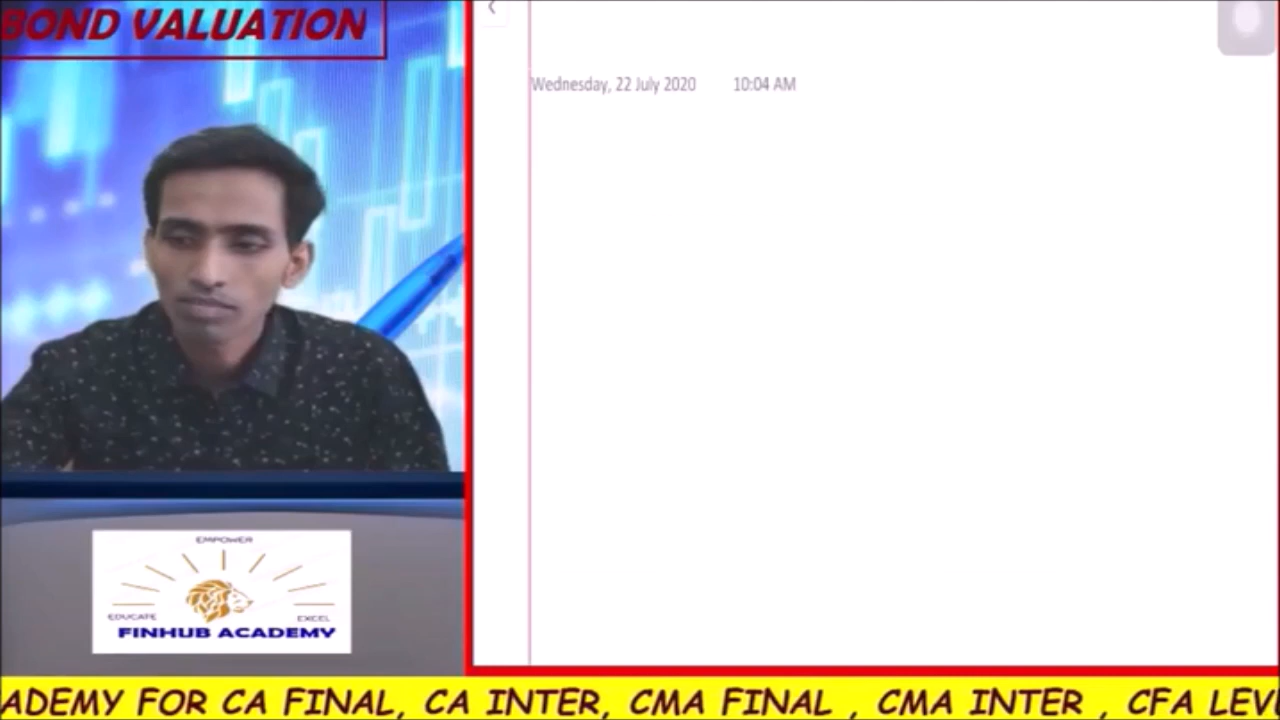 BOND VALUATION
Wednesday, 22 July 2020 10:04 AM
EMPOWER
EDUCATE EXCEL
FINHUB ACADEMY
ADEMY FOR CA FINAL, CA INTER, CMA FINAL , CMA INTER , CFA LEV